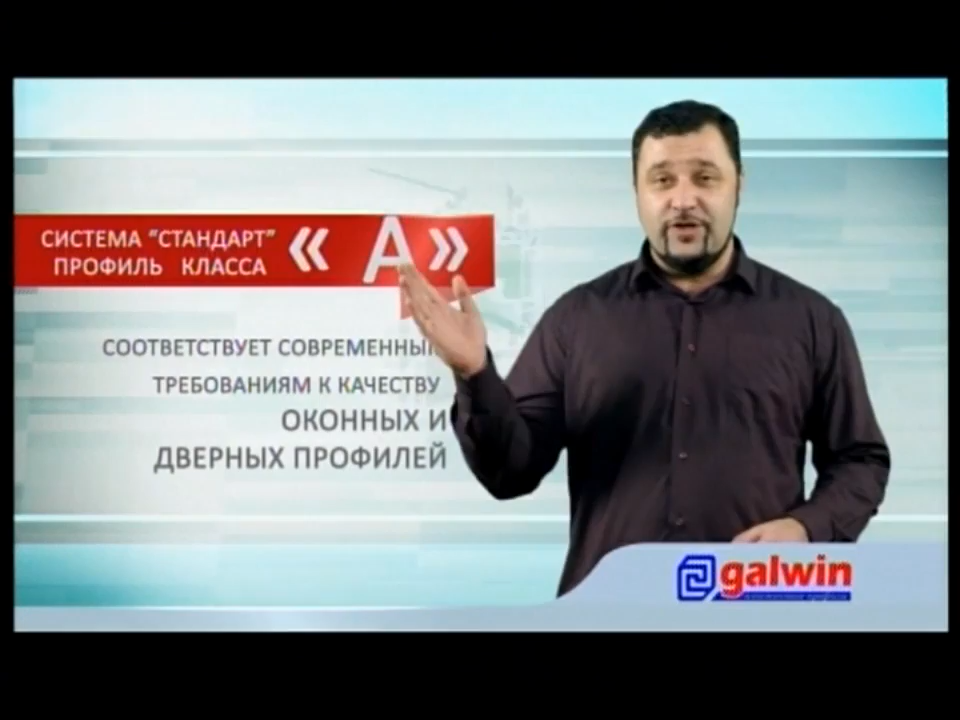 СИСТЕМА “СТАНДАРТ”
ПРОФИЛЬ КЛАССА
« А »
СООТВЕТСТВУЕТ СОВРЕМЕННЫ
ТРЕБОВАНИЯМ К КАЧЕСТВУ
ОКОННЫХ И
ДВЕРНЫХ ПРОФИЛЕЙ
galwin